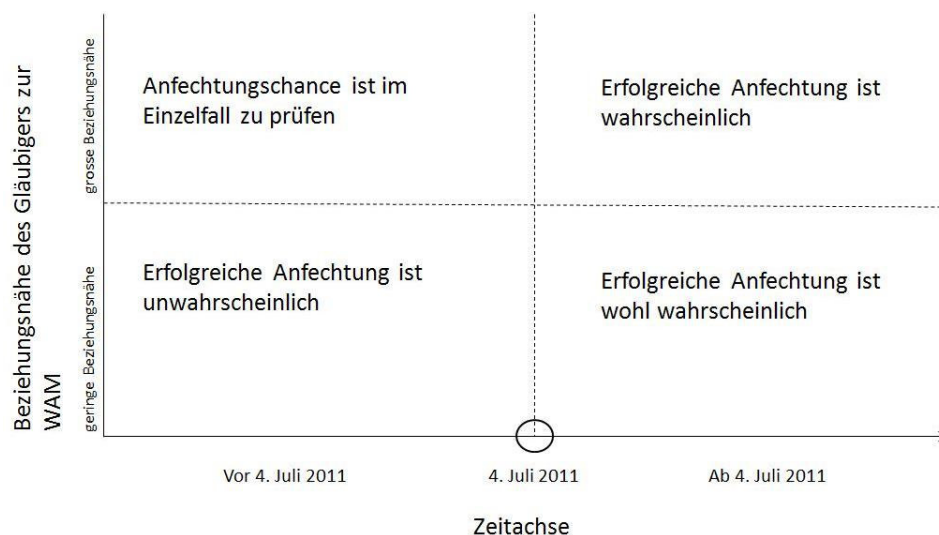 Beziehungsnähe des Gläubigers zur
WAM
grosse Beziehungsnähe
geringe Beziehungsnähe
Anfechtungschance ist im
Einzelfall zu prüfen
Erfolgreiche Anfechtung ist
wahrscheinlich
Erfolgreiche Anfechtung ist
unwahrscheinlich
Erfolgreiche Anfechtung ist
wohl wahrscheinlich
Vor 4. Juli 2011
4. Juli 2011
Ab 4. Juli 2011
Zeitachse